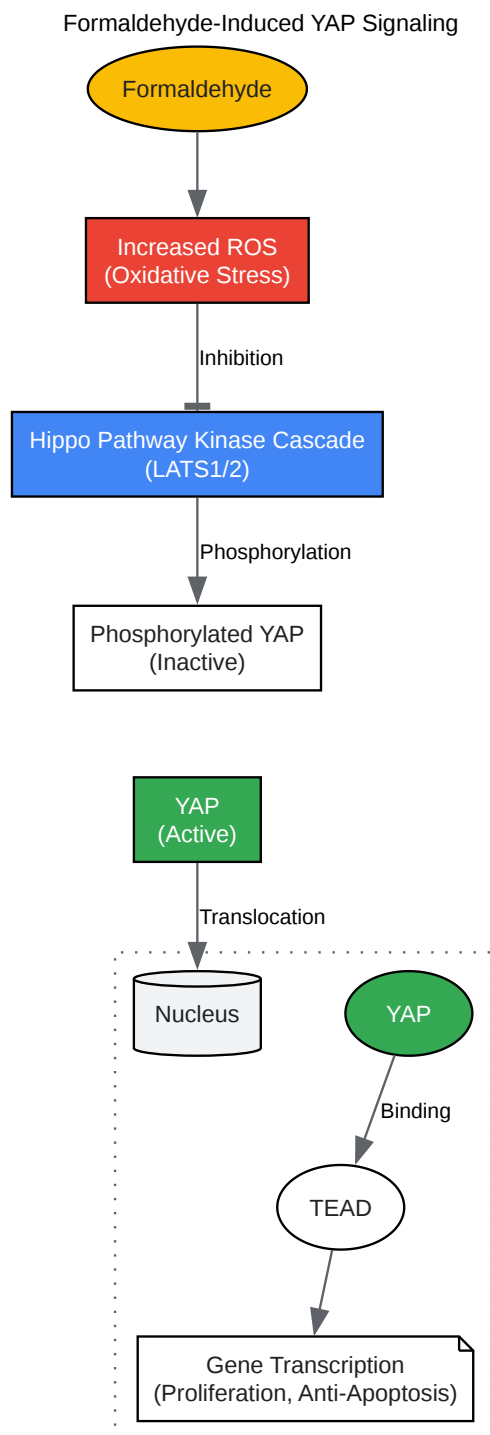 Formaldehyde-Induced YAP Signaling
Formaldehyde
Increased ROS
(Oxidative Stress)
Inhibition
Hippo Pathway Kinase Cascade
(LATS1/2)
Phosphorylation
Phosphorylated YAP
(Inactive)
YAP
(Active)
Translocation
Nucleus
YAP
Binding
TEAD
Gene Transcription
(Proliferation, Anti-Apoptosis)